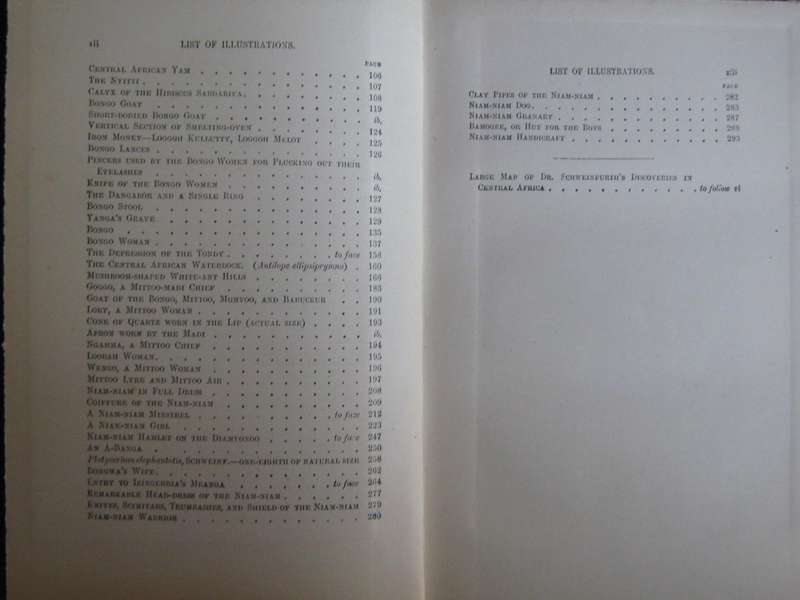 xii LIST OF ILLUSTRATIONS.
PAGE
CENTRAL AFRICAN YAM . . . . . . . . . . . 106
THE NYITTI . . . . . . . . . . . . . 107
CALYX OF THE HIBISCUS SABDARIFA . . . . . . . . 108
BONGO GOAT . . . . . . . . . . . . 119
SHORT-BODIED BONGO GOAT . . . . . . . . . . ib.
VERTICAL SECTION OF SMELTING-OVEN . . . . . . . 124
IRON MONEY—LOGGOH KULLUTTY, LOGGOH MELOT . . . . 125
BONGO LANCES . . . . . . . . . . . . 126
PINCERS USED BY THE BONGO WOMEN FOR PLUCKING OUT THEIR
EYELASHES . . . . . . . . . . . . ib.
KNIFE OF THE BONGO WOMEN . . . . . . . . . ib.
THE DANGABOR AND A SINGLE RING . . . . . . . . 127
BONGO STOOL . . . . . . . . . . . . 128
YANGA'S GRAVE . . . . . . . . . . . . 129
BONGO . . . . . . . . . . . . . 135
BONGO WOMAN . . . . . . . . . . . . 137
THE DEPRESSION OF THE TONDY . . . . . . . to face 158
THE CENTRAL AFRICAN WATERBOCK. (Antilope ellipsiprymna) . 160
MUSHROOM-SHAPED WHITE-ANT HILLS . . . . . . . 166
GOGGO, A MITTOO-MADI CHIEF . . . . . . . . . 183
GOAT OF THE BONGO, MITTOO, MOMVOO, AND BABUCKUR . . 190
LORY, A MITTOO WOMAN . . . . . . . . . . 191
CONE OF QUARTZ WORN IN THE LIP (ACTUAL SIZE) . . . . 193
APRON WORN BY THE MADI . . . . . . . . . . ib.
NGAHMA, A MITTOO CHIEF . . . . . . . . . 194
LOOBAH WOMAN . . . . . . . . . . . . 195
WENGO, A MITTOO WOMAN . . . . . . . . . . 196
MITTOO LYRE AND MITTOO AIR . . . . . . . . . 197
NIAM-NIAM IN FULL DRESS . . . . . . . . . 208
COIFFURE OF THE NIAM-NIAM . . . . . . . . . 209
A NIAM-NIAM MINSTREL . . . . . . . . to face 212
A NIAM-NIAM GIRL . . . . . . . . . . . 223
NIAM-NIAM HAMLET ON THE DIAMVONOO . . . . . to face 247
AN A-BANGA . . . . . . . . . . . . 250
Platycerium elephantotis, SCHWEINF.—ONE-EIGHTH OF NATURAL SIZE 258
BONGWA'S WIFE . . . . . . . . . . . . 262
ENTRY TO IZINGERRIA'S MBANGA . . . . . . . to face 264
REMARKABLE HEAD-DRESS OF THE NIAM-NIAM . . . . . . 277
KNIVES, SCIMITARS, TRUMBASHES, AND SHIELD OF THE NIAM-NIAM 279
NIAM-NIAM WARRIOR . . . . . . . . . . . 280
LIST OF ILLUSTRATIONS. xiii
PAGE
CLAY PIPES OF THE NIAM-NIAM . . . . . . . . . 282
NIAM-NIAM DOG . . . . . . . . . . . . 283
NIAM-NIAM GRANARY . . . . . . . . . . . 287
BAMOGEE, OR HUT FOR THE BOYS . . . . . . . . 288
NIAM-NIAM HANDICRAFT . . . . . . . . . . 293
LARGE MAP OF DR. SCHWEINFURTH'S DISCOVERIES IN
CENTRAL AFRICA . . . . . . . . . . . to follow vi